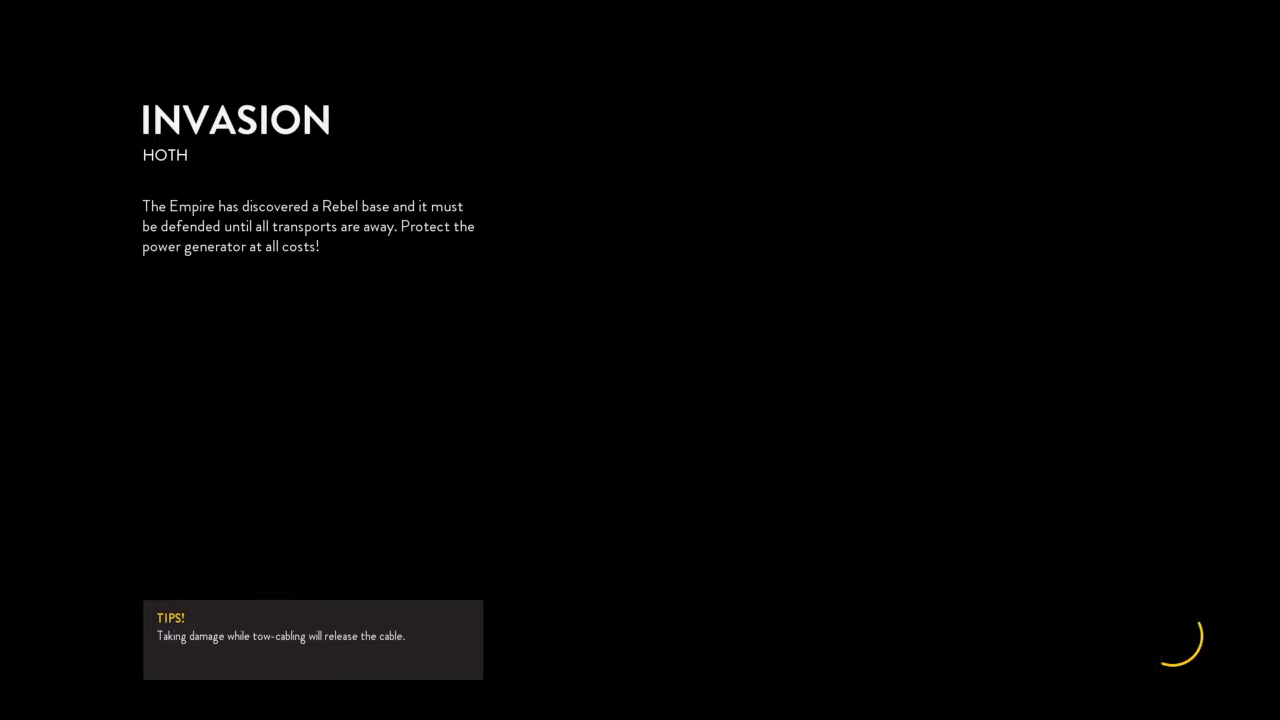 INVASION
HOTH
The Empire has discovered a Rebel base and it must
be defended until all transports are away. Protect the
power generator at all costs!
TIPS!
Taking damage while tow-cabling will release the cable.